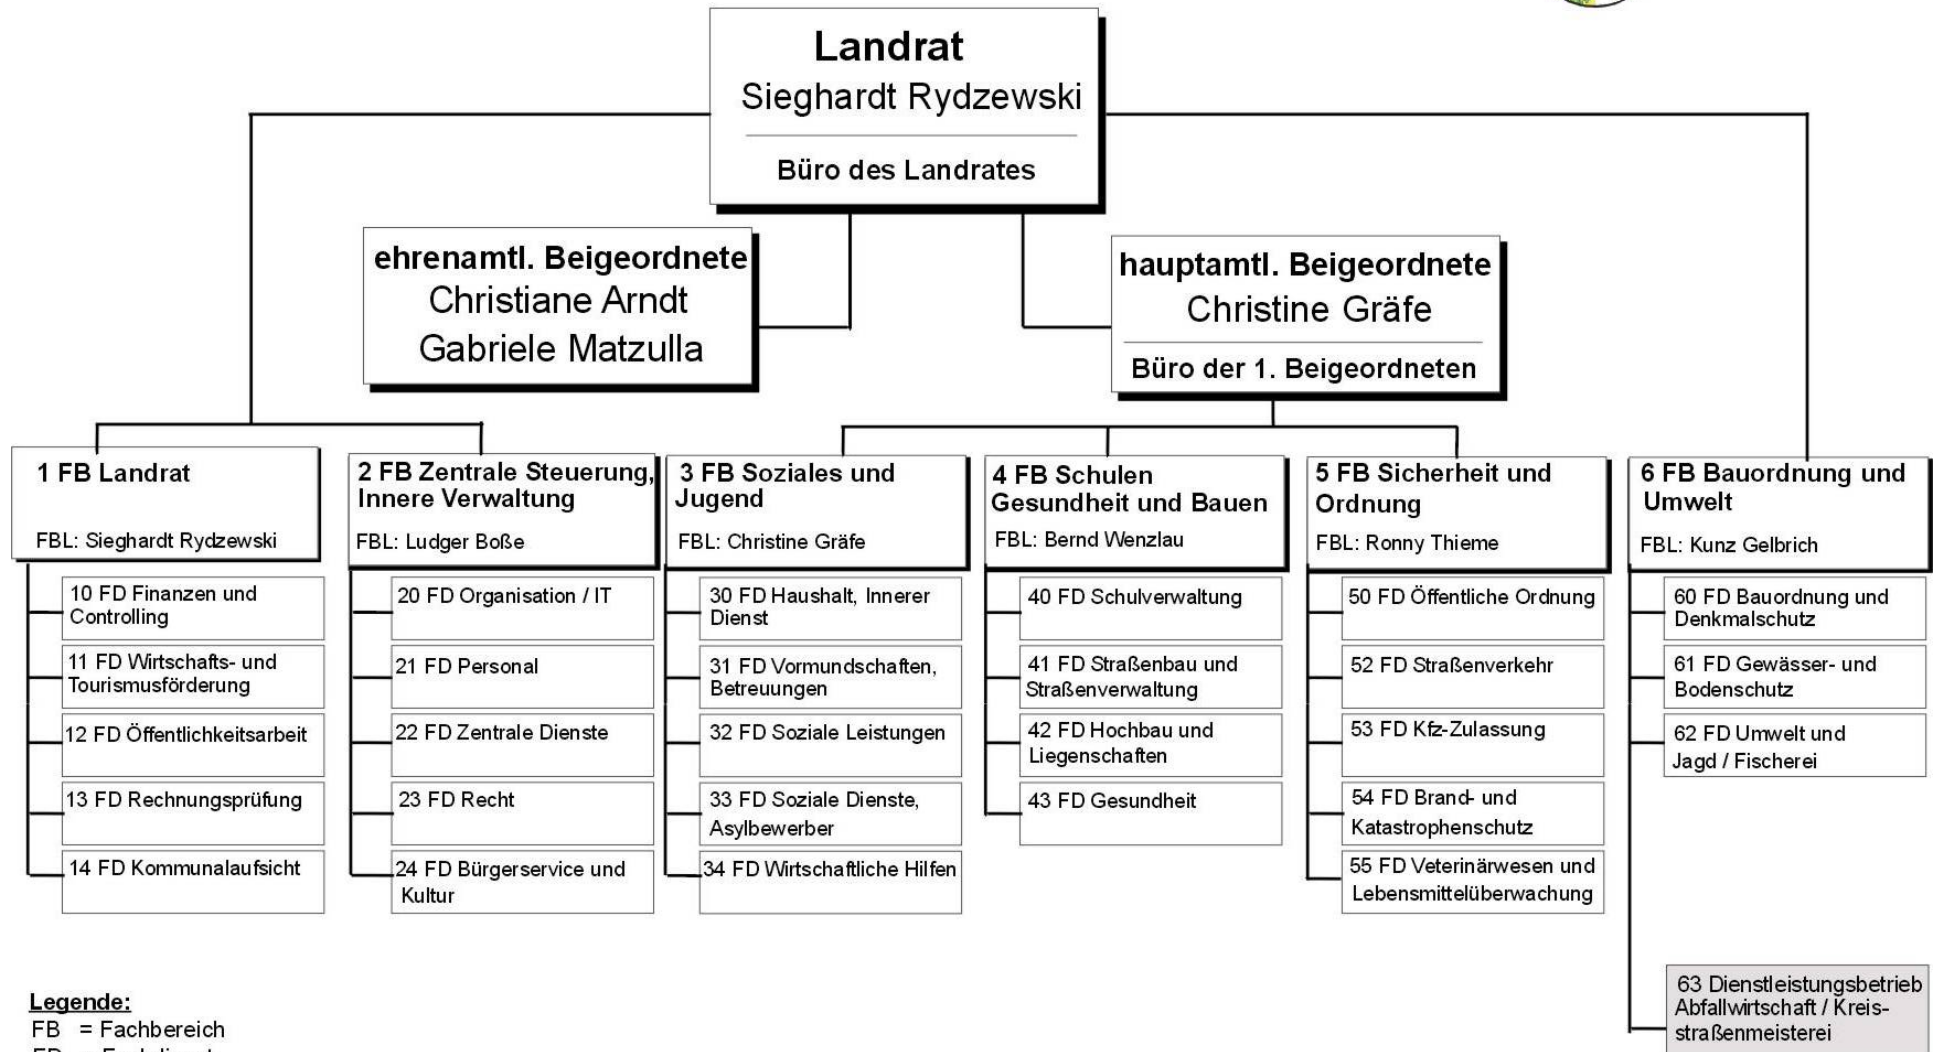 Landrat
Sieghardt Rydzewski
Büro des Landrates
ehrenamtl. Beigeordnete
Christiane Arndt
Gabriele Matzulla
hauptamtl. Beigeordnete
Christine Gräfe
Büro der 1. Beigeordneten
1 FB Landrat
FBL: Sieghardt Rydzewski
10 FD Finanzen und
Controlling
11 FD Wirtschafts- und
Tourismusförderung
12 FD Öffentlichkeitsarbeit
13 FD Rechnungsprüfung
14 FD Kommunalaufsicht
2 FB Zentrale Steuerung,
Innere Verwaltung
FBL: Ludger Boße
20 FD Organisation / IT
21 FD Personal
22 FD Zentrale Dienste
23 FD Recht
24 FD Bürgerservice und
Kultur
3 FB Soziales und
Jugend
FBL: Christine Gräfe
30 FD Haushalt, Innerer
Dienst
31 FD Vormundschaften,
Betreuungen
32 FD Soziale Leistungen
33 FD Soziale Dienste,
Asylbewerber
34 FD Wirtschaftliche Hilfen
4 FB Schulen
Gesundheit und Bauen
FBL: Bernd Wenzlau
40 FD Schulverwaltung
41 FD Straßenbau und
Straßenverwaltung
42 FD Hochbau und
Liegenschaften
43 FD Gesundheit
5 FB Sicherheit und
Ordnung
FBL: Ronny Thieme
50 FD Öffentliche Ordnung
52 FD Straßenverkehr
53 FD Kfz-Zulassung
54 FD Brand- und
Katastrophenschutz
55 FD Veterinärwesen und
Lebensmittelüberwachung
6 FB Bauordnung und
Umwelt
FBL: Kunz Gelbrich
60 FD Bauordnung und
Denkmalschutz
61 FD Gewässer- und
Bodenschutz
62 FD Umwelt und
Jagd / Fischerei
63 Dienstleistungsbetrieb
Abfallwirtschaft / Kreis-
straßenmeisterei
Legende:
FB = Fachbereich